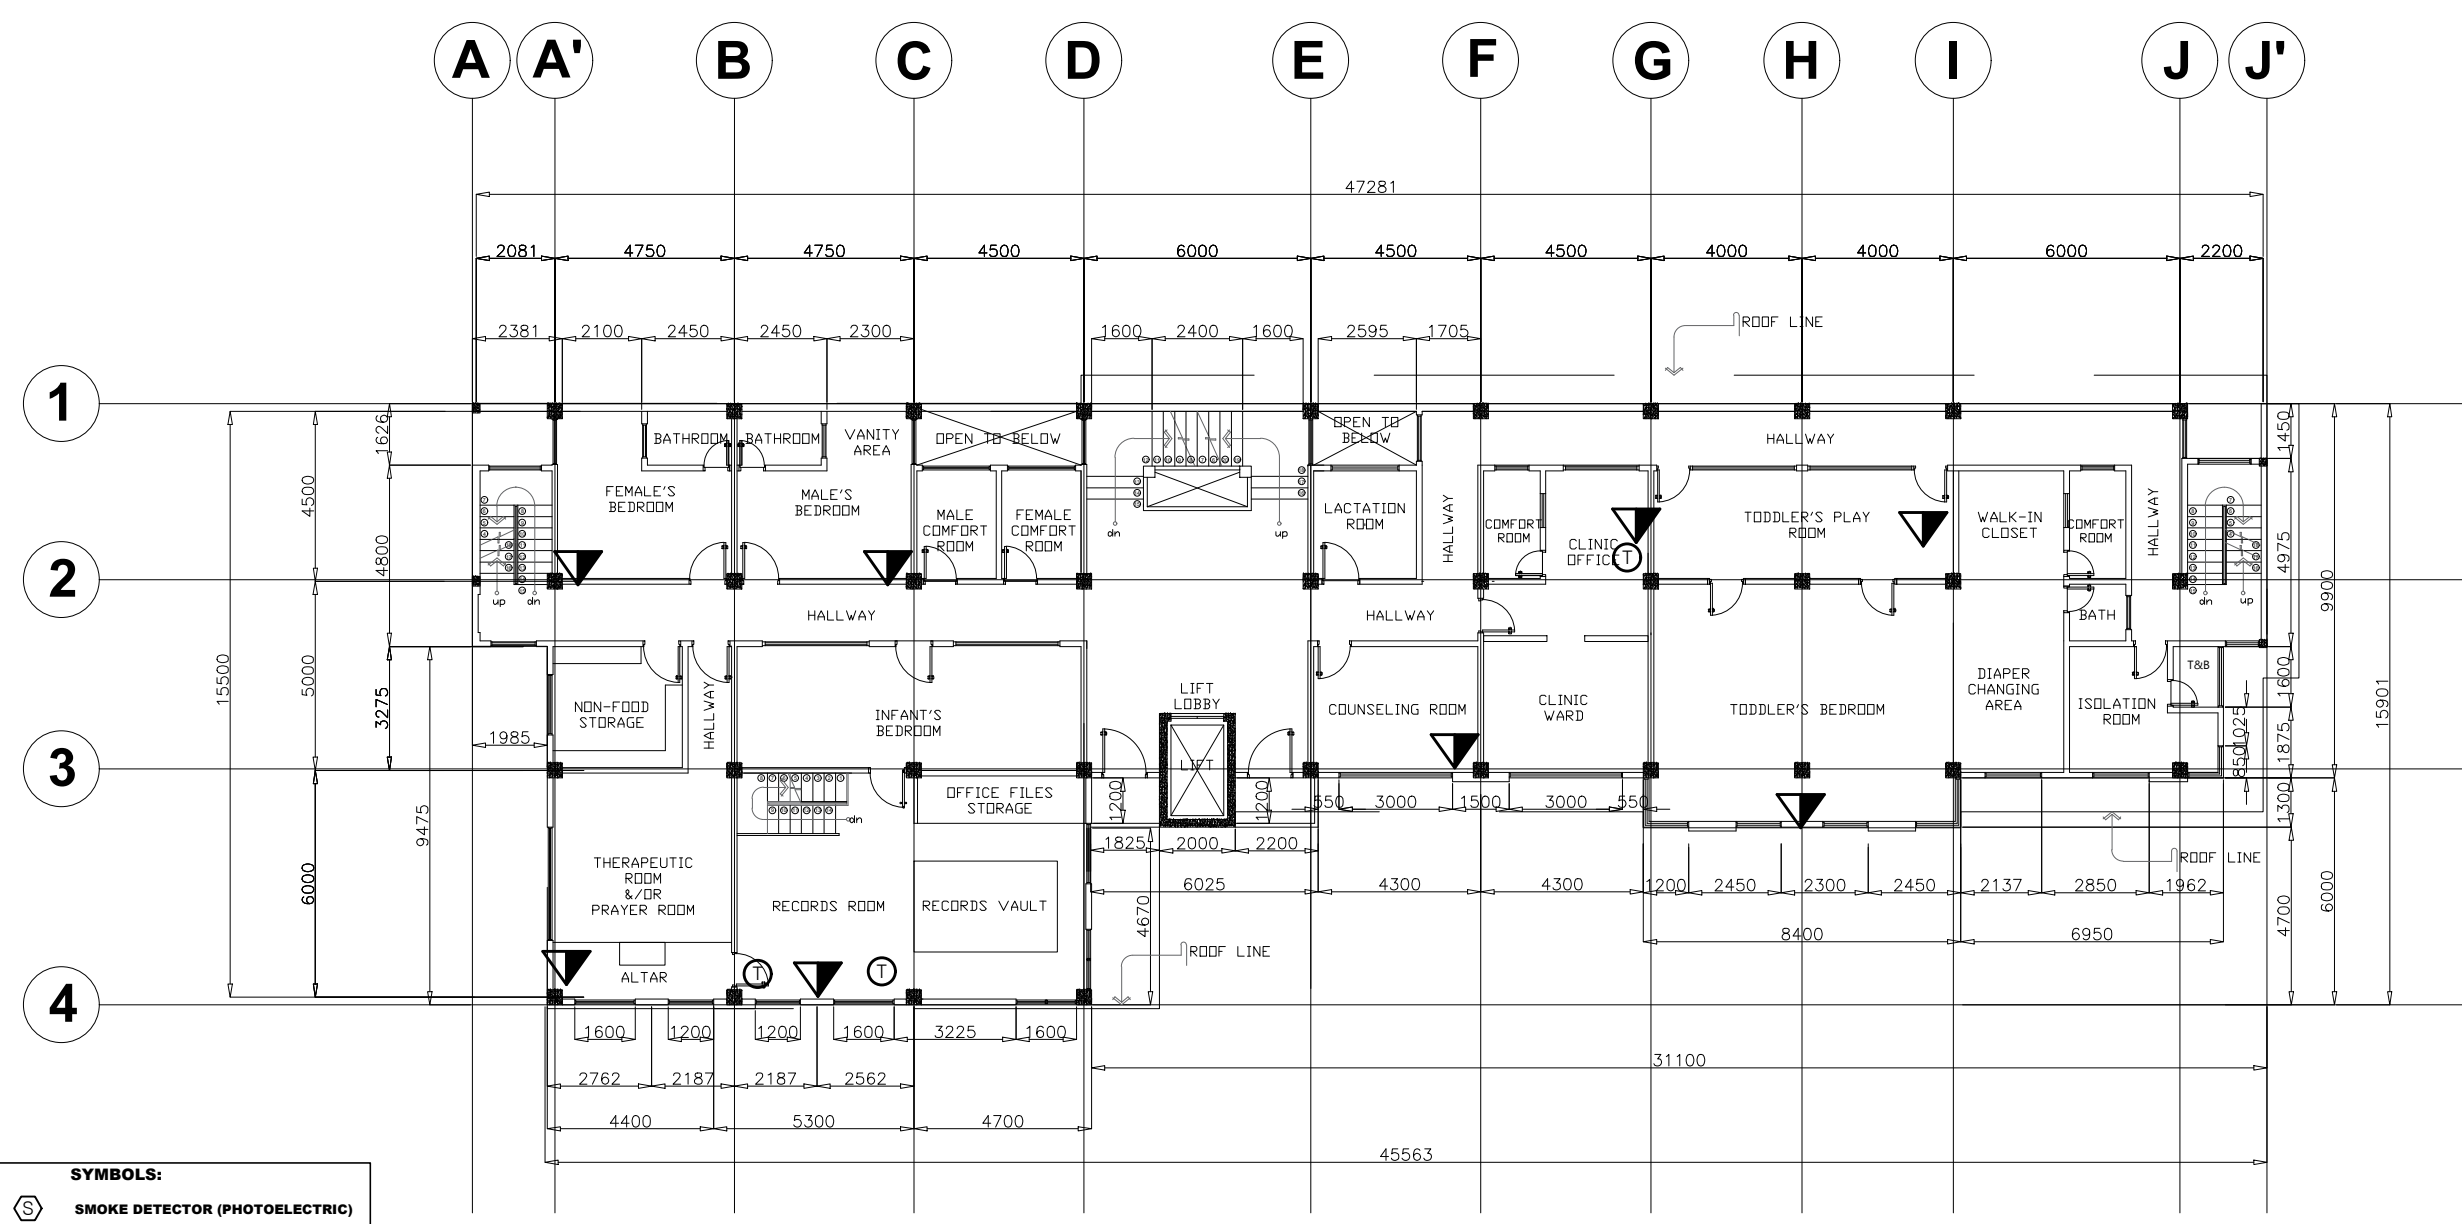 A A' B C D E F G H I J J'
47281
2081 4750 4750 4500 6000 4500 4500 4000 4000 6000 2200
2381 2100 2450 2450 2300 1600 2400 1600 2595 1705
ROOF LINE
1
1626
BATHROOM
BATHROOM
VANITY
AREA
OPEN TO BELOW
OPEN TO
BELOW
HALLWAY
1450
4500
4800
FEMALE'S
BEDROOM
MALE'S
BEDROOM
MALE
COMFORT
ROOM
FEMALE
COMFORT
ROOM
dn
up
LACTATION
ROOM
HALLWAY
COMFORT
ROOM
CLINIC
OFFICE
T
TODDLER'S PLAY
ROOM
WALK-IN
CLOSET
COMFORT
ROOM
HALLWAY
4975
9900
2
up dn
HALLWAY
HALLWAY
BATH
dn up
15500
5000
3275
1985
NON-FOOD
STORAGE
HALLWAY
INFANT'S
BEDROOM
LIFT
LOBBY
LIFT
COUNSELING ROOM
CLINIC
WARD
TODDLER'S BEDROOM
DIAPER
CHANGING
AREA
ISOLATION
ROOM
T&B
1600
1025
850
1875
15901
3
9475
6000
dn
OFFICE FILES
STORAGE
1200
1200
550 3000 1500 3000 550
1300
THERAPEUTIC
ROOM
&/OR
PRAYER ROOM
RECORDS ROOM
RECORDS VAULT
1825 2000 2200
6025 4300 4300 1200 2450 2300 2450 2137 2850 1962
ROOF LINE
4670
8400 6950
4700
6000
ROOF LINE
ALTAR
T
T
4
1600 1200 1200 1600 3225 1600
31100
2762 2187 2187 2562
4400 5300 4700
45563
SYMBOLS:
S SMOKE DETECTOR (PHOTOELECTRIC)